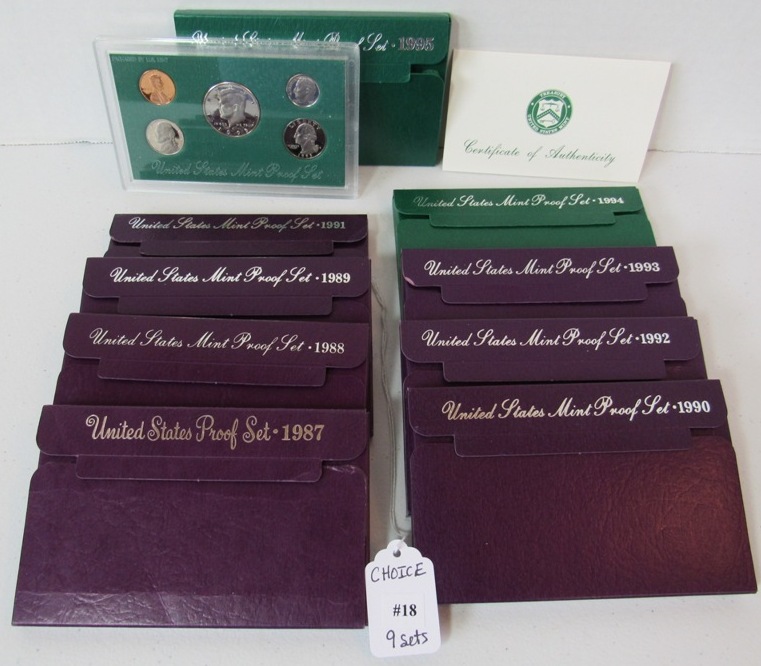 United States Mint Proof Set • 1995
PACKAGED BY U.S. MINT
United States Mint Proof Set
TREASURY
Certificate of Authenticity
United States Mint Proof Set • 1991
United States Mint Proof Set • 1994
United States Mint Proof Set • 1989
United States Mint Proof Set • 1993
United States Mint Proof Set • 1988
United States Mint Proof Set • 1992
United States Proof Set • 1987
United States Mint Proof Set • 1990
CHOICE
#18
9 sets